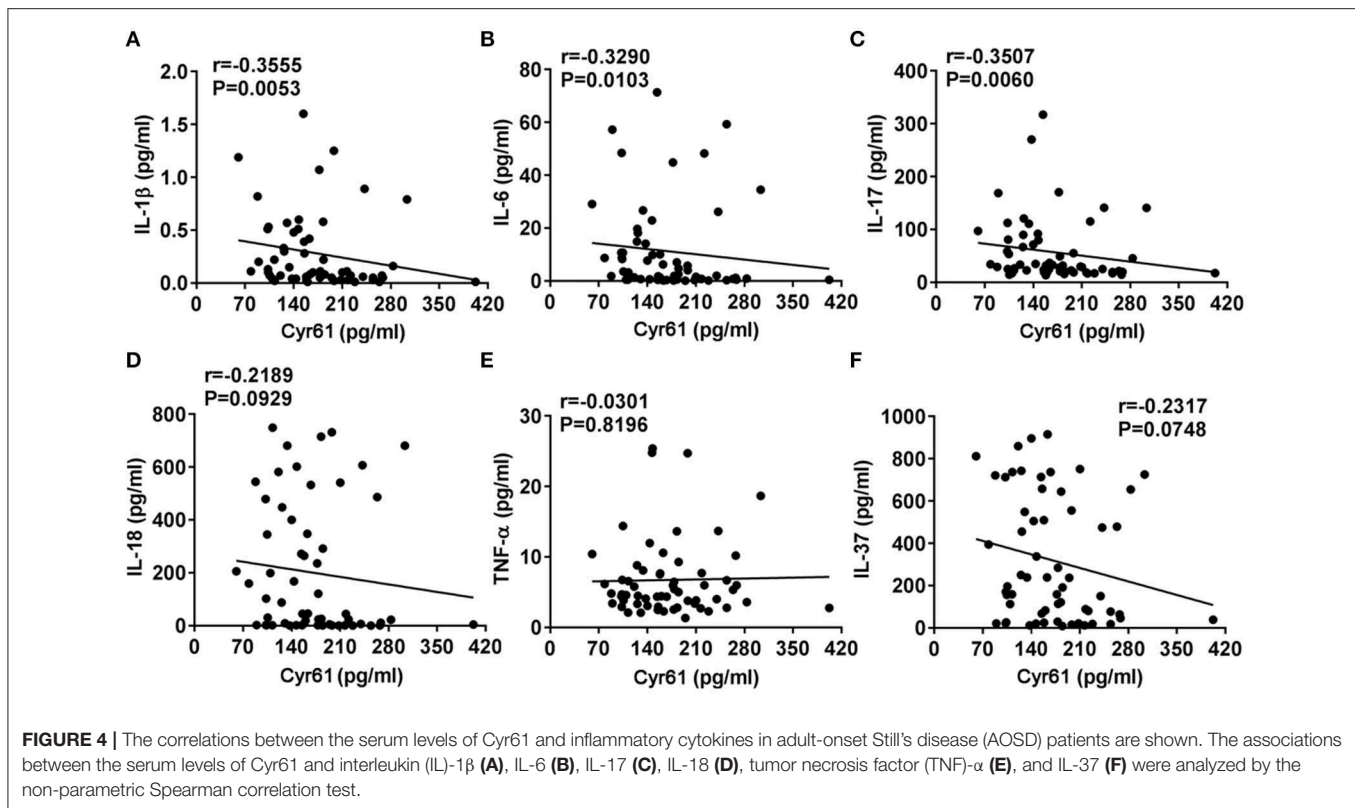 A
r=-0.3555
P=0.0053
2.0
1.5
1.0
0.5
0.0
IL-1β (pg/ml)
0 70 140 210 280 350 420
Cyr61 (pg/ml)
B
r=-0.3290
P=0.0103
80
60
40
20
0
IL-6 (pg/ml)
0 70 140 210 280 350 420
Cyr61 (pg/ml)
C
r=-0.3507
P=0.0060
400
300
200
100
0
IL-17 (pg/ml)
0 70 140 210 280 350 420
Cyr61 (pg/ml)
D
r=-0.2189
P=0.0929
800
600
400
200
0
IL-18 (pg/ml)
0 70 140 210 280 350 420
Cyr61 (pg/ml)
E
r=-0.0301
P=0.8196
30
20
10
0
TNF-α (pg/ml)
0 70 140 210 280 350 420
Cyr61 (pg/ml)
F
r=-0.2317
P=0.0748
1000
800
600
400
200
0
IL-37 (pg/ml)
0 70 140 210 280 350 420
Cyr61 (pg/ml)
FIGURE 4 | The correlations between the serum levels of Cyr61 and inflammatory cytokines in adult-onset Still's disease (AOSD) patients are shown. The associations
between the serum levels of Cyr61 and interleukin (IL)-1β (A), IL-6 (B), IL-17 (C), IL-18 (D), tumor necrosis factor (TNF)-α (E), and IL-37 (F) were analyzed by the
non-parametric Spearman correlation test.